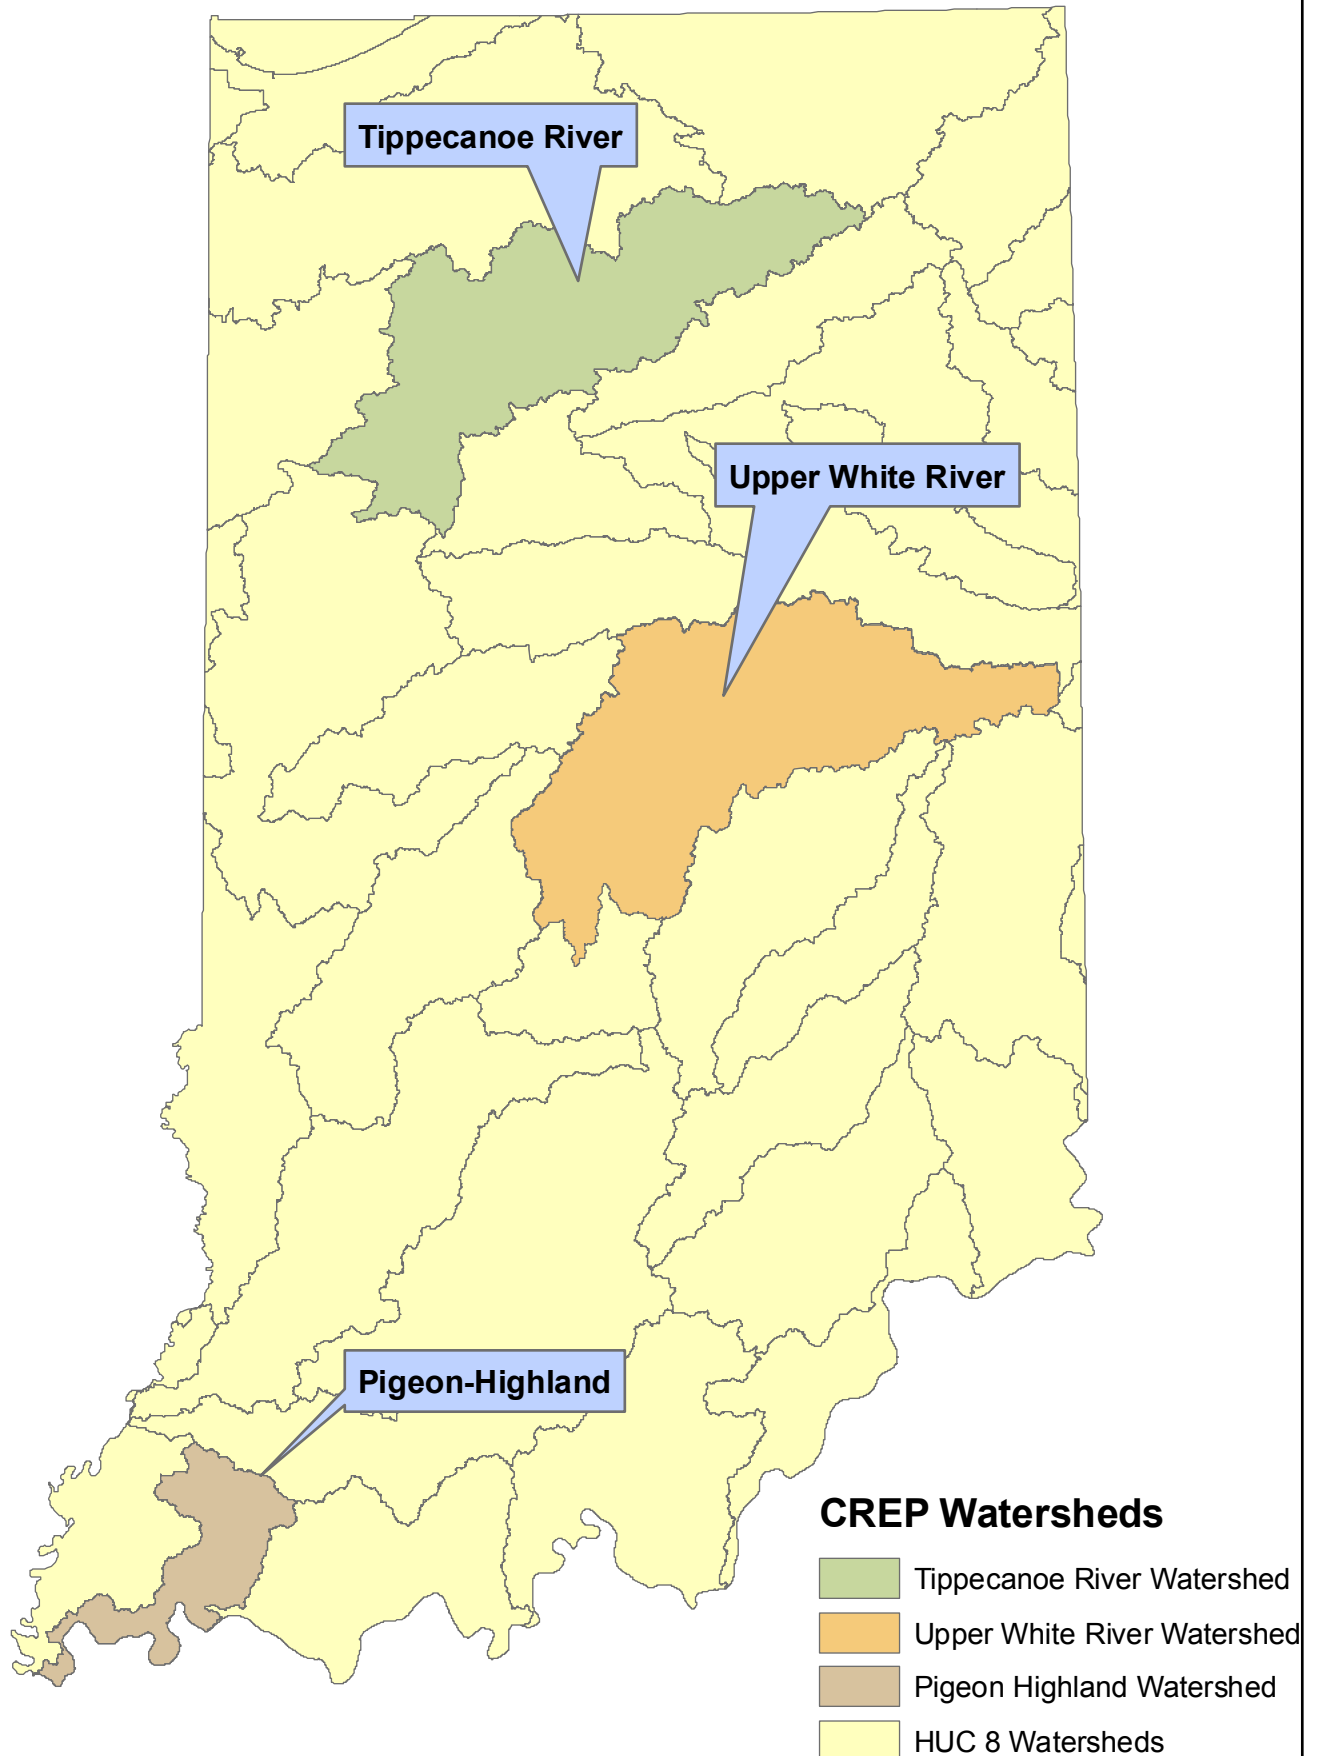 Tippecanoe River
Upper White River
Pigeon-Highland
CREP Watersheds
Tippecanoe River Watershed
Upper White River Watershed
Pigeon Highland Watershed
HUC 8 Watersheds